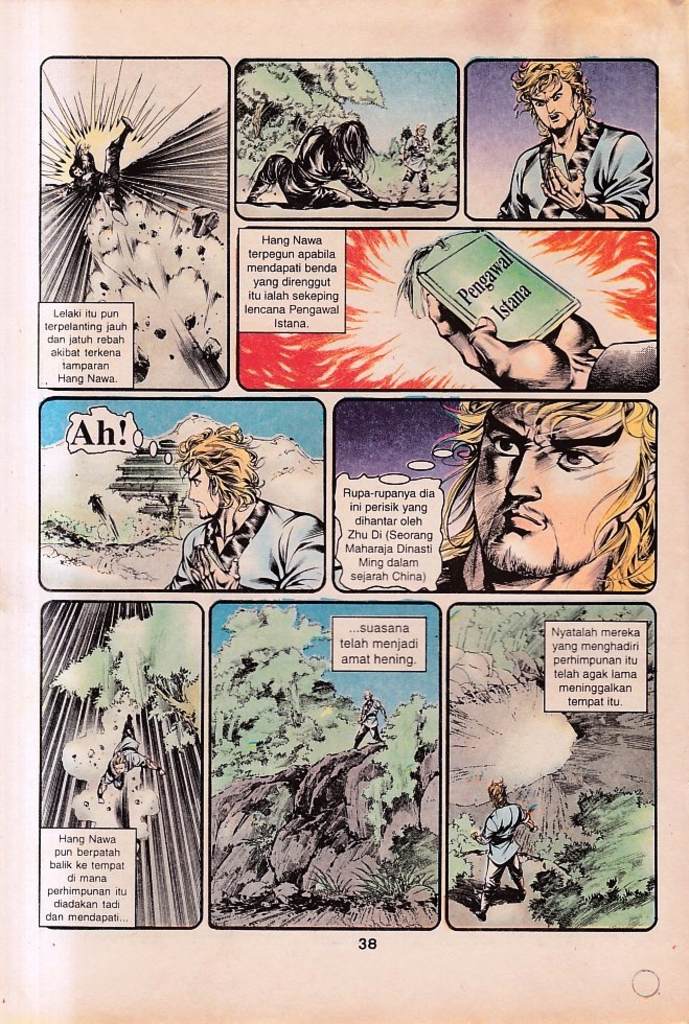 Lelaki itu pun
terpelanting jauh
dan jatuh rebah
akibat terkena
tamparan
Hang Nawa.
Hang Nawa
terpegun apabila
mendapati benda
yang direnggut
itu ialah sekeping
lencana Pengawal
Istana.
Pengawal
Istana
Ah!
Rupa-rupanya dia
ini perisik yang
dihantar oleh
Zhu Di (Seorang
Maharaja Dinasti
Ming dalam
sejarah China)
Hang Nawa
pun berpatah
balik ke tempat
di mana
perhimpunan itu
diadakan tadi
dan mendapati...
...suasana
telah menjadi
amat hening.
Nyatalah mereka
yang menghadiri
perhimpunan itu
telah agak lama
meninggalkan
tempat itu.
38